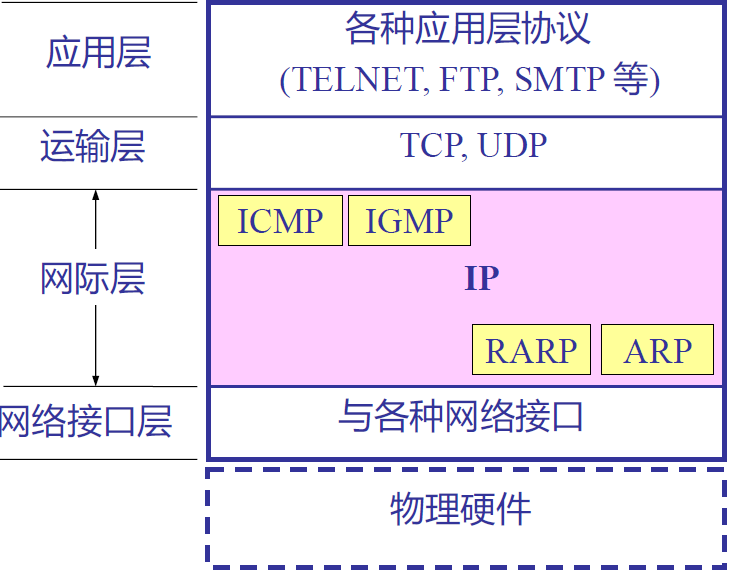 应用层
各种应用层协议
(TELNET, FTP, SMTP 等)
运输层
TCP, UDP
ICMP
IGMP
网际层
IP
RARP
ARP
网络接口层
与各种网络接口
物理硬件